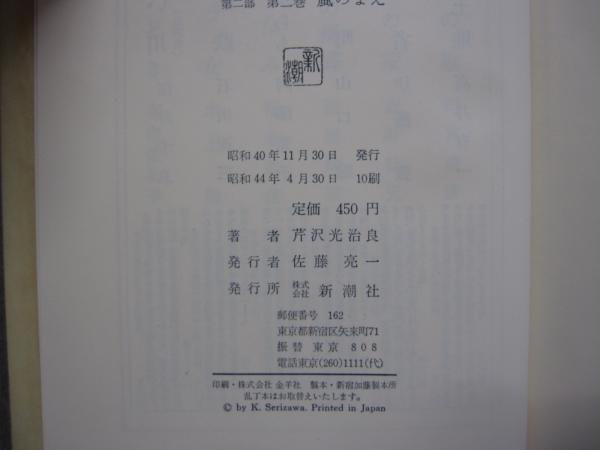 第二部 第二巻 嵐のまえ
新潮
昭和40年11月30日 発行
昭和44年4月30日 10刷
定価 450円
著者 芹沢光治良
発行者 佐藤亮一
発行所 株式会社 新潮社
郵便番号 162
東京都新宿区矢来町71
振替 東京 808
電話東京(260)1111(代)
印刷・株式会社 金羊社 製本・新宿加藤製本所
乱丁本はお取替えいたします。
© by K. Serizawa. Printed in Japan